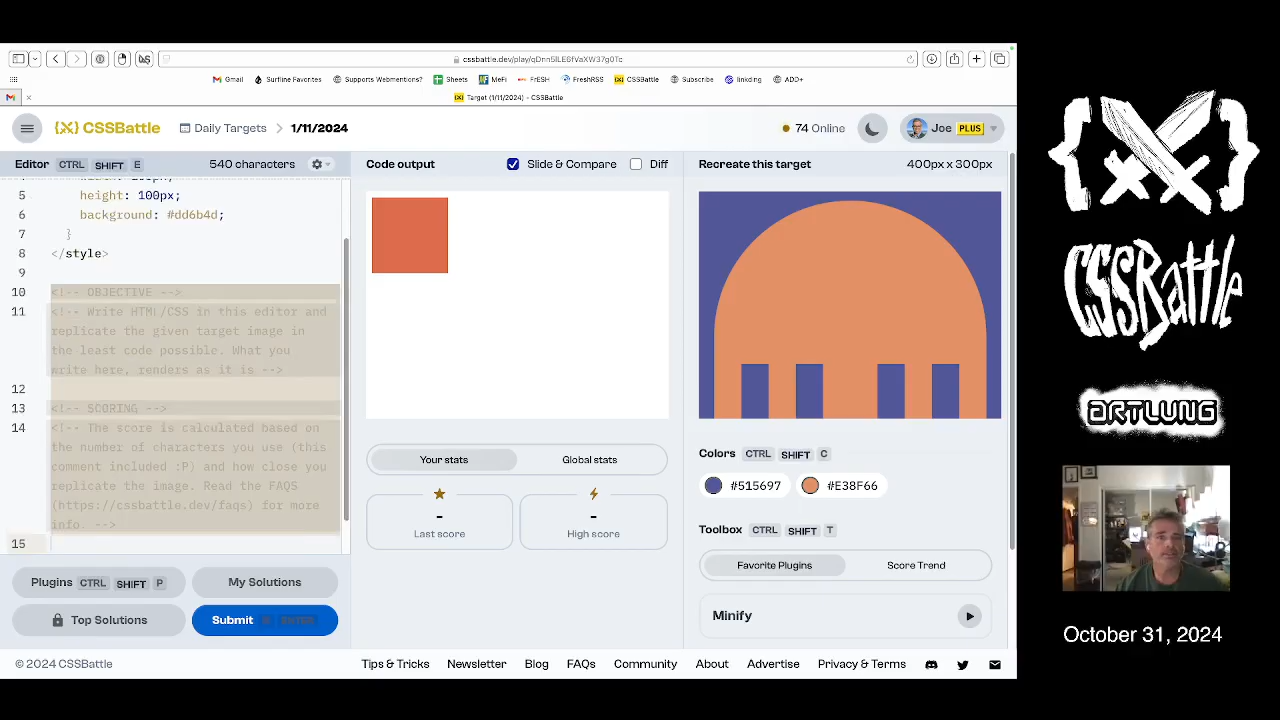 cssbattle.dev/play/qDnn5lLE6fVaXW37g0Tc
Gmail
Surfline Favorites
Supports Webmentions?
Sheets
MeFi
FrESH
FreshRSS
CSSBattle
Subscribe
linkding
ADD+
Target (1/11/2024) – CSSBattle
{X} CSSBATTLE
Daily Targets
1/11/2024
74 Online
Joe PLUS
Editor CTRL SHIFT E
540 characters
Code output
Slide & Compare
Diff
Recreate this target
400px x 300px
5 height: 100px;
6 background: #dd6b4d;
7 }
8 </style>
9
10 <!-- OBJECTIVE -->
11 <!-- Write HTML/CSS in this editor and
replicate the given target image in
the least code possible. What you
write here, renders as it is -->
12
13 <!-- SCORING -->
14 <!-- The score is calculated based on
the number of characters you use (this
comment included :P) and how close you
replicate the image. Read the FAQS
(https://cssbattle.dev/faqs) for more
info. -->
15
Your stats
Global stats
-
Last score
-
High score
Colors CTRL SHIFT C
#515697
#E38F66
Toolbox CTRL SHIFT T
Favorite Plugins
Score Trend
Minify
Plugins CTRL SHIFT P
My Solutions
Top Solutions
Submit
© 2024 CSSBattle
Tips & Tricks
Newsletter
Blog
FAQs
Community
About
Advertise
Privacy & Terms
{X}
CSSBattle
ARTLUNG
October 31, 2024